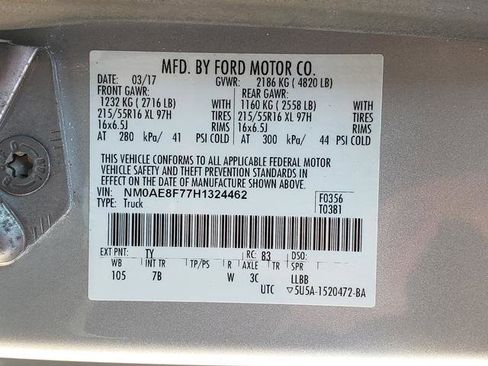 MFD. BY FORD MOTOR CO.
DATE: 03/17 GVWR: 2186 KG ( 4820 LB)
FRONT GAWR: REAR GAWR:
1232 KG ( 2716 LB) 1160 KG ( 2558 LB) WITH
215/55R16 XL 97H TIRES 215/55R16 XL 97H TIRES
16x6.5J RIMS 16x6.5J RIMS
AT 280 kPa/ 41 PSI COLD AT 300 kPa/ 44 PSI COLD
THIS VEHICLE CONFORMS TO ALL APPLICABLE FEDERAL MOTOR
VEHICLE SAFETY AND THEFT PREVENTION STANDARDS IN
EFFECT ON THE DATE OF MANUFACTURE SHOWN ABOVE.
VIN: NM0AE8F77H1324462 F0356
TYPE: Truck T0381
EXT PNT: TY RC: 83 DSO:
WB INT TR TP/PS R AXLE TR SPR
105 7B W 3C LLBB
UTC ▽5U5A-1520472-BA